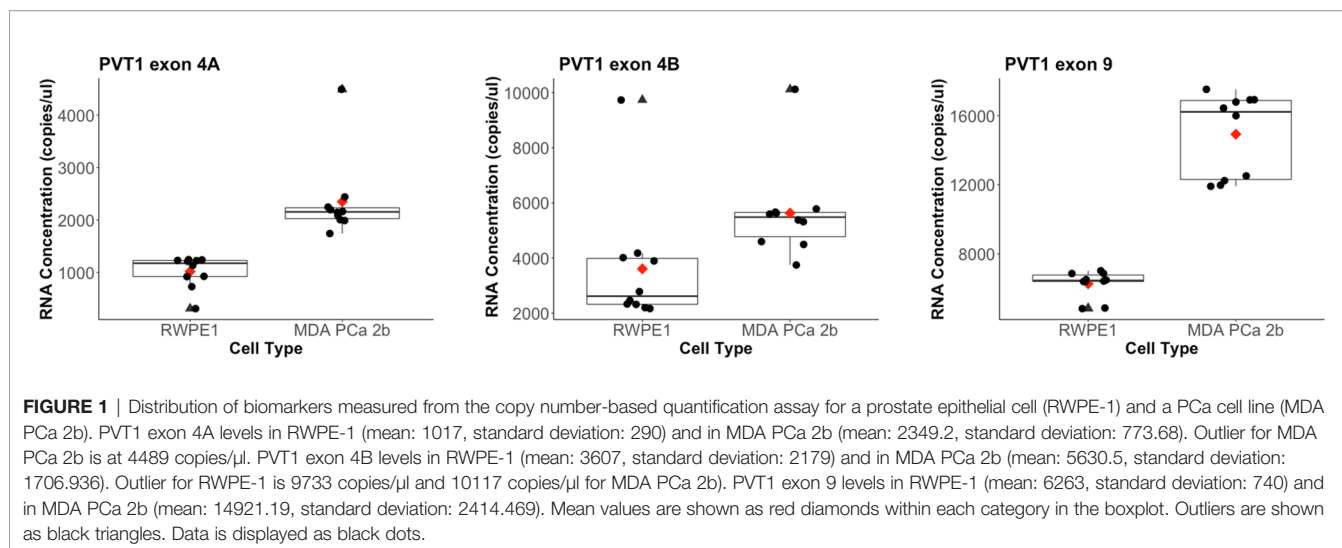 PVT1 exon 4A
RNA Concentration (copies/ul)
4000
3000
2000
1000
RWPE1
MDA PCa 2b
Cell Type
PVT1 exon 4B
RNA Concentration (copies/ul)
10000
8000
6000
4000
2000
RWPE1
MDA PCa 2b
Cell Type
PVT1 exon 9
RNA Concentration (copies/ul)
16000
12000
8000
RWPE1
MDA PCa 2b
Cell Type
FIGURE 1 | Distribution of biomarkers measured from the copy number-based quantification assay for a prostate epithelial cell (RWPE-1) and a PCa cell line (MDA
PCa 2b). PVT1 exon 4A levels in RWPE-1 (mean: 1017, standard deviation: 290) and in MDA PCa 2b (mean: 2349.2, standard deviation: 773.68). Outlier for MDA
PCa 2b is at 4489 copies/µl. PVT1 exon 4B levels in RWPE-1 (mean: 3607, standard deviation: 2179) and in MDA PCa 2b (mean: 5630.5, standard deviation:
1706.936). Outlier for RWPE-1 is 9733 copies/µl and 10117 copies/µl for MDA PCa 2b). PVT1 exon 9 levels in RWPE-1 (mean: 6263, standard deviation: 740) and
in MDA PCa 2b (mean: 14921.19, standard deviation: 2414.469). Mean values are shown as red diamonds within each category in the boxplot. Outliers are shown
as black triangles. Data is displayed as black dots.